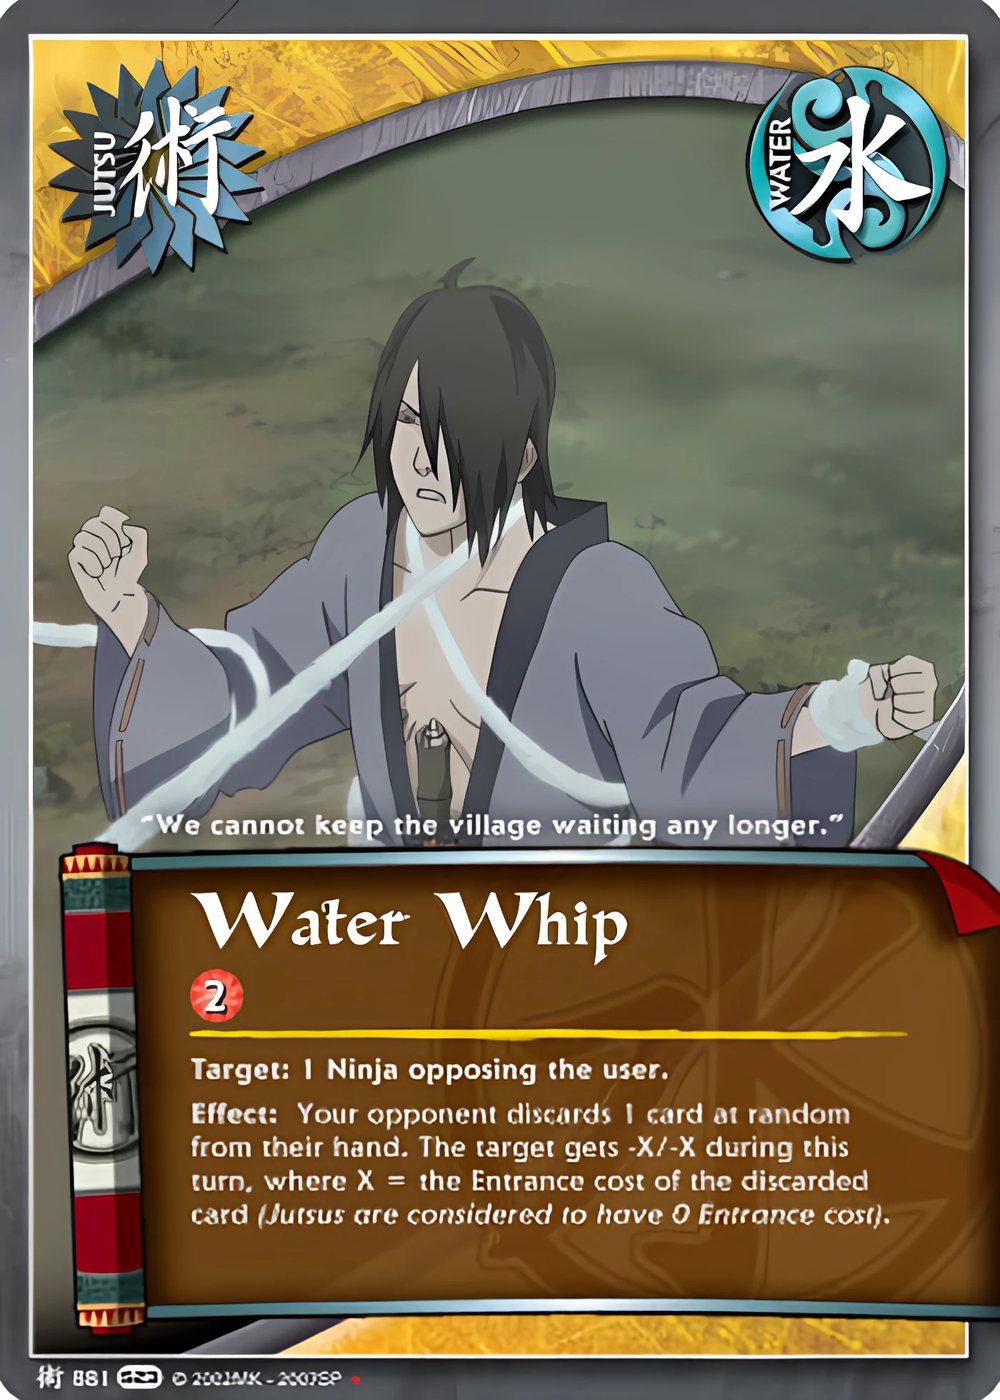 JUTSU
術
WATER
水
"We cannot keep the village waiting any longer."
Water Whip
2
Target: 1 Ninja opposing the user.
Effect: Your opponent discards 1 card at random
from their hand. The target gets -X/-X during this
turn, where X = the Entrance cost of the discarded
card (Jutsus are considered to have 0 Entrance cost).
術 881
© 2002MK - 2007SP